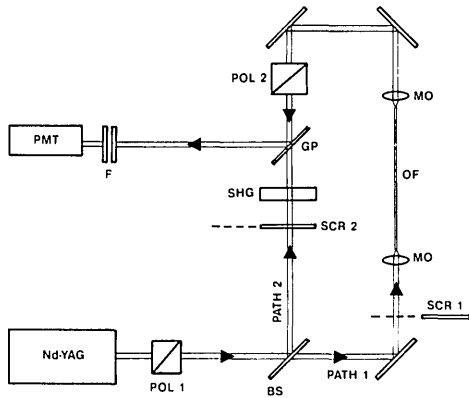 POL 2
MO
PMT
GP
F
OF
SHG
SCR 2
MO
PATH 2
SCR 1
Nd-YAG
POL 1
BS
PATH 1